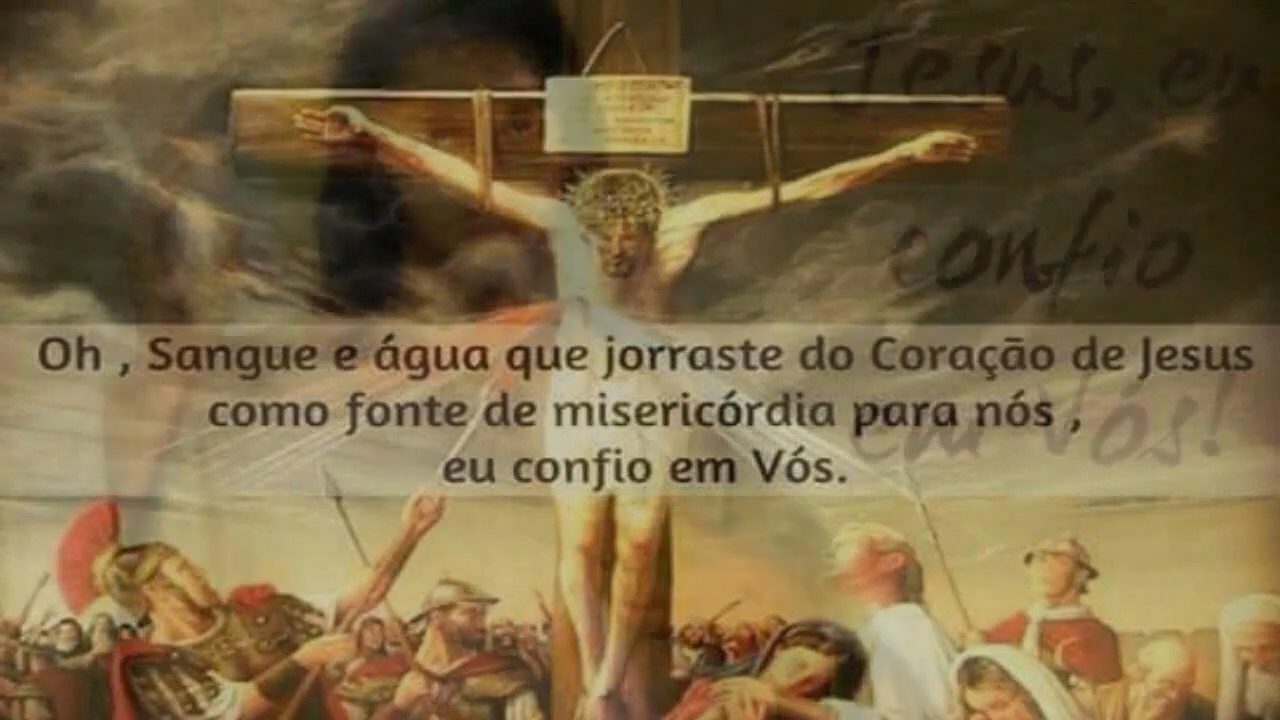 Jesus, eu
confio
em Vós!
Oh , Sangue e água que jorraste do Coração de Jesus
como fonte de misericórdia para nós ,
eu confio em Vós.